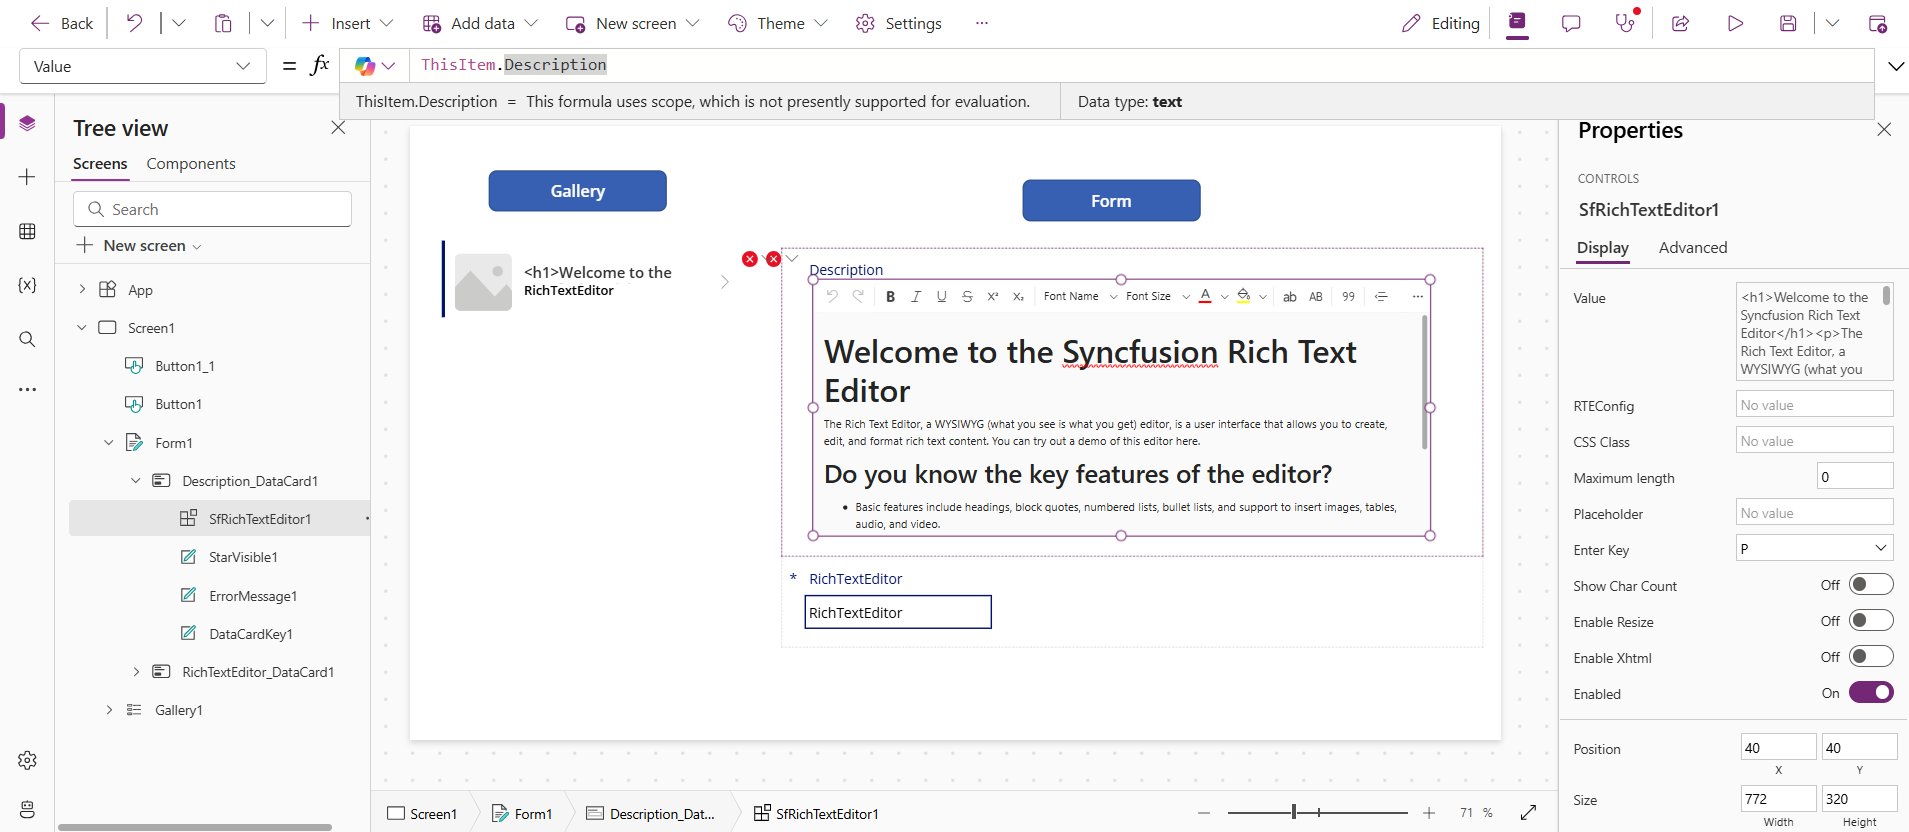 Back
Insert
Add data
New screen
Theme
Settings
Editing
Value
= fx
ThisItem.Description
ThisItem.Description = This formula uses scope, which is not presently supported for evaluation.
Data type: text
Tree view
Screens
Components
Search
New screen
App
Screen1
Button1_1
Button1
Form1
Description_DataCard1
SfRichTextEditor1
StarVisible1
ErrorMessage1
DataCardKey1
RichTextEditor_DataCard1
Gallery1
Gallery
Form
<h1>Welcome to the
RichTextEditor
Description
B I U S X² X₂ Font Name Font Size A ab AB 99
Welcome to the Syncfusion Rich Text
Editor
The Rich Text Editor, a WYSIWYG (what you see is what you get) editor, is a user interface that allows you to create,
edit, and format rich text content. You can try out a demo of this editor here.
Do you know the key features of the editor?
• Basic features include headings, block quotes, numbered lists, bullet lists, and support to insert images, tables,
audio, and video.
* RichTextEditor
RichTextEditor
Screen1
Form1
Description_Dat...
SfRichTextEditor1
71 %
Properties
CONTROLS
SfRichTextEditor1
Display
Advanced
Value
<h1>Welcome to the
Syncfusion Rich Text
Editor</h1><p>The
Rich Text Editor, a
WYSIWYG (what you
RTEConfig
No value
CSS Class
No value
Maximum length
0
Placeholder
No value
Enter Key
P
Show Char Count
Off
Enable Resize
Off
Enable Xhtml
Off
Enabled
On
Position
40
40
X
Y
Size
772
320
Width
Height